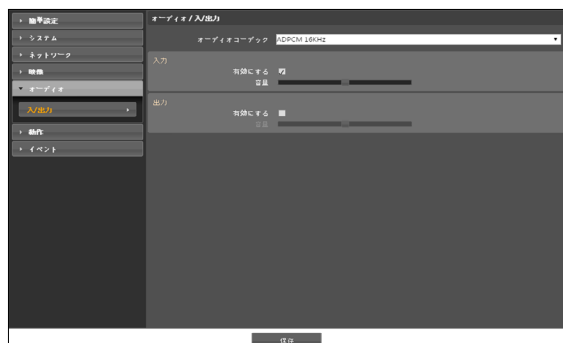 簡単設定
システム
ネットワーク
映像
オーディオ
入/出力
動作
イベント
オーディオ / 入/出力
オーディオコーデック ADPCM 16KHz
入力
有効にする
音量
出力
有効にする
音量
保存